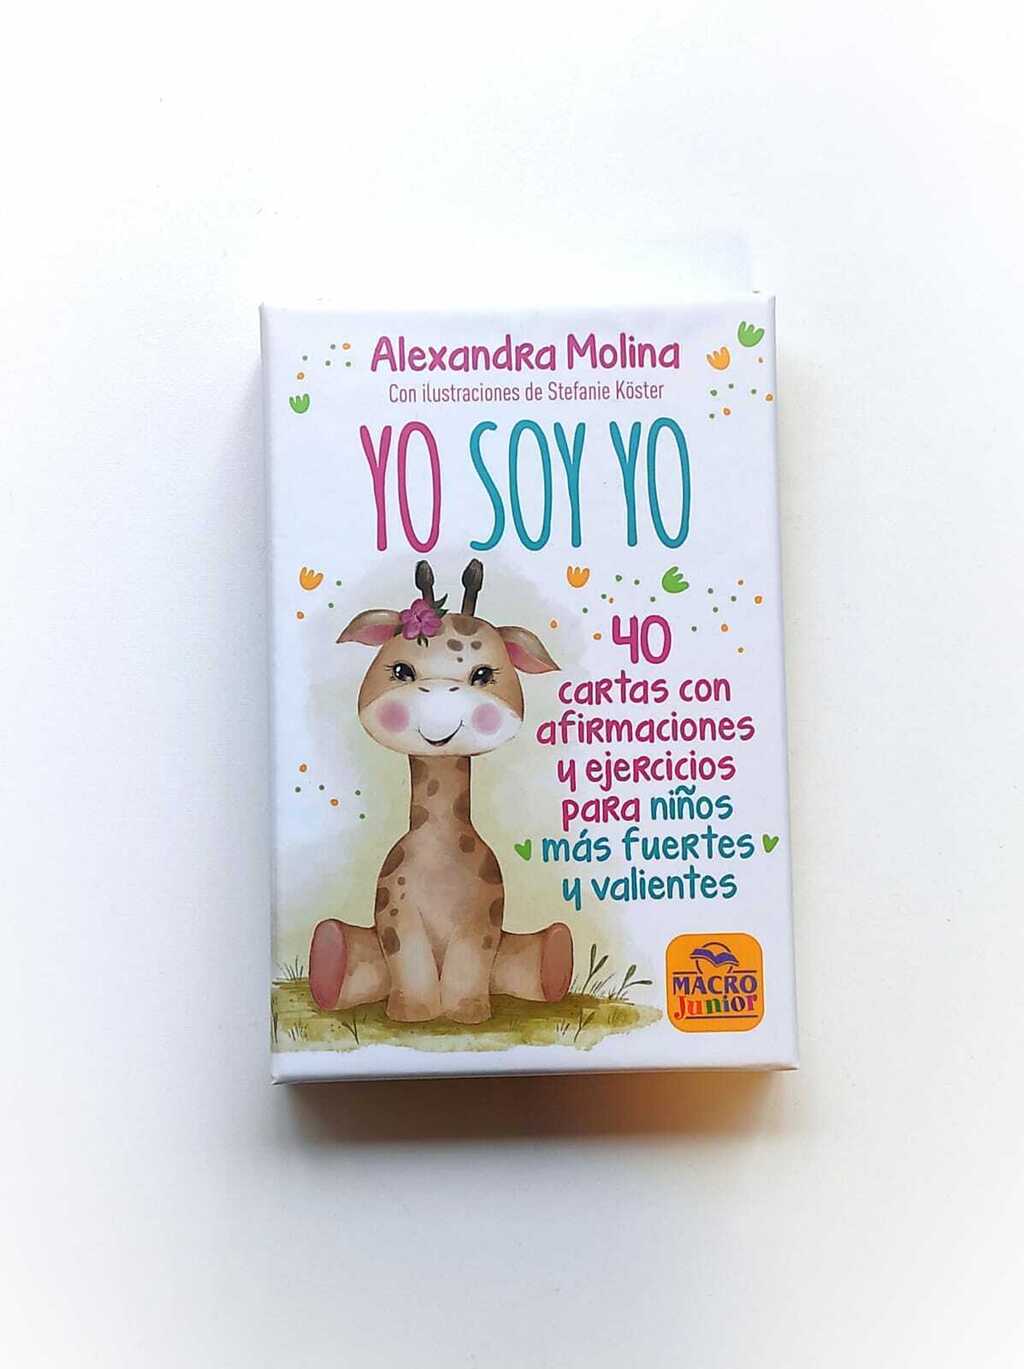 Alexandra Molina
Con ilustraciones de Stefanie Köster
YO SOY YO
40
cartas con
afirmaciones
y ejercicios
para niños
más fuertes
y valientes
MACRO
Junior